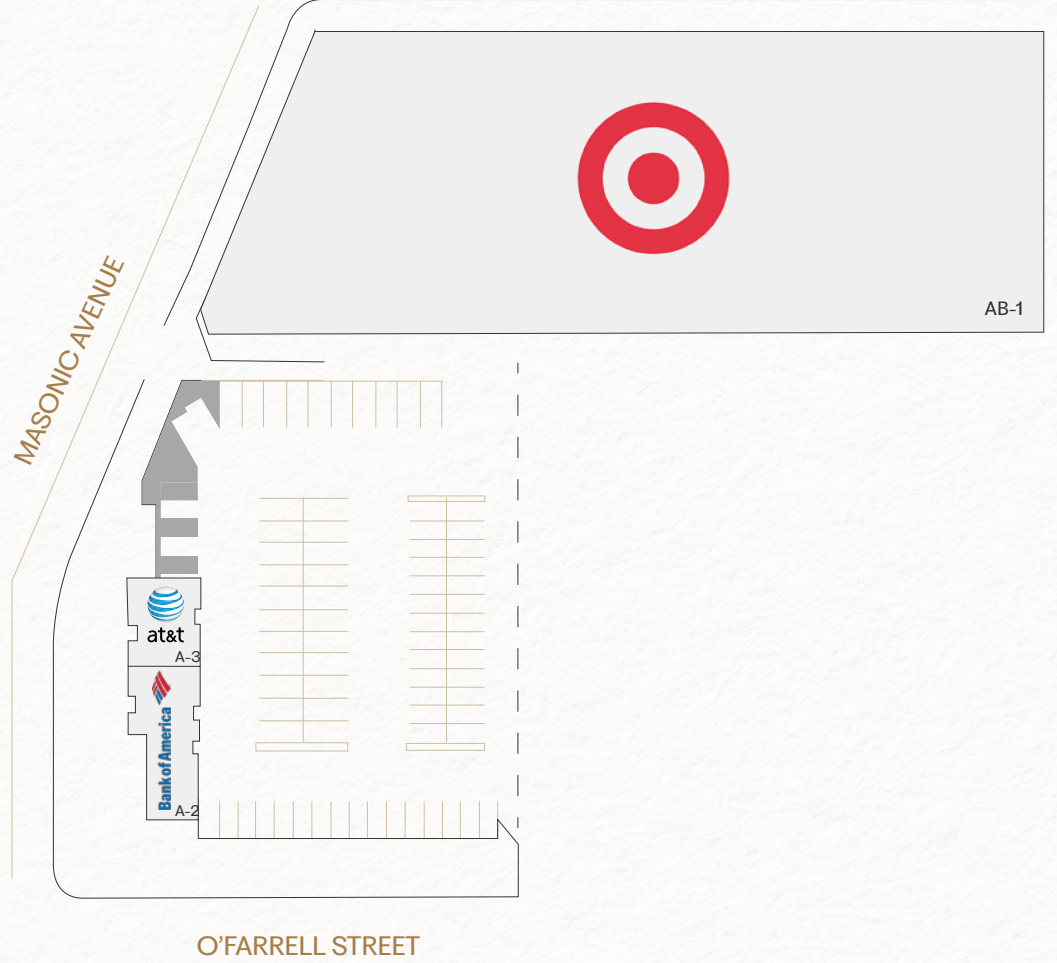 AB-1
MASONIC AVENUE
at&t
A-3
Bank of America
A-2
O'FARRELL STREET